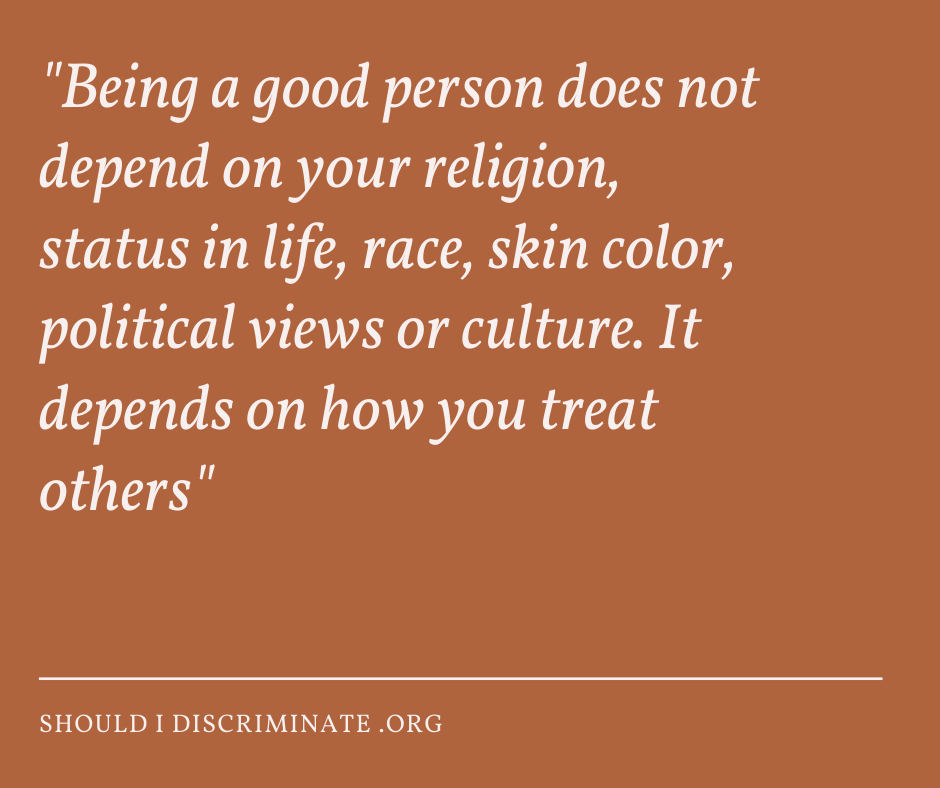 "Being a good person does not
depend on your religion,
status in life, race, skin color,
political views or culture. It
depends on how you treat
others"
SHOULD I DISCRIMINATE .ORG